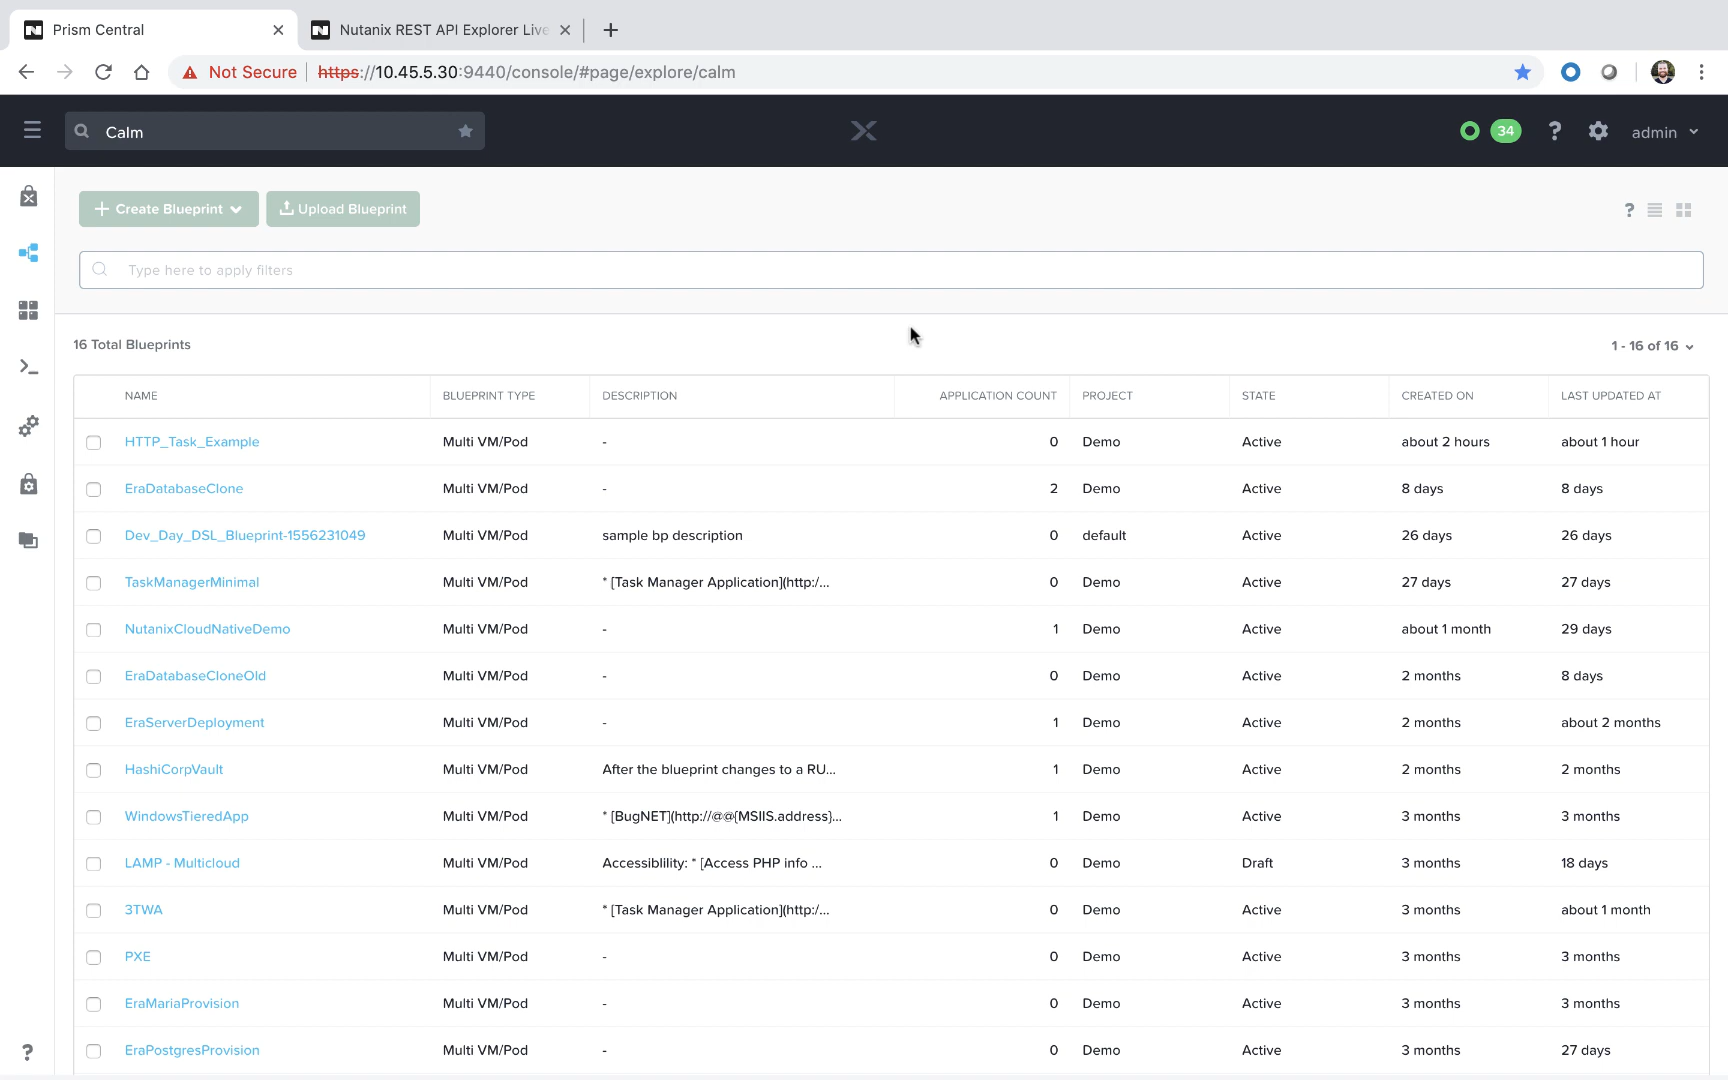 Prism Central
Nutanix REST API Explorer Live
Not Secure https://10.45.5.30:9440/console/#page/explore/calm
Calm
34 ? admin
+ Create Blueprint Upload Blueprint
?
Type here to apply filters
16 Total Blueprints 1 - 16 of 16
NAME BLUEPRINT TYPE DESCRIPTION APPLICATION COUNT PROJECT STATE CREATED ON LAST UPDATED AT
HTTP_Task_Example Multi VM/Pod - 0 Demo Active about 2 hours about 1 hour
EraDatabaseClone Multi VM/Pod - 2 Demo Active 8 days 8 days
Dev_Day_DSL_Blueprint-1556231049 Multi VM/Pod sample bp description 0 default Active 26 days 26 days
TaskManagerMinimal Multi VM/Pod * [Task Manager Application](http:/... 0 Demo Active 27 days 27 days
NutanixCloudNativeDemo Multi VM/Pod - 1 Demo Active about 1 month 29 days
EraDatabaseCloneOld Multi VM/Pod - 0 Demo Active 2 months 8 days
EraServerDeployment Multi VM/Pod - 1 Demo Active 2 months about 2 months
HashiCorpVault Multi VM/Pod After the blueprint changes to a RU... 1 Demo Active 2 months 2 months
WindowsTieredApp Multi VM/Pod * [BugNET](http://@@{MSIIS.address}... 1 Demo Active 3 months 3 months
LAMP - Multicloud Multi VM/Pod Accessiblility: * [Access PHP info ... 0 Demo Draft 3 months 18 days
3TWA Multi VM/Pod * [Task Manager Application](http:/... 0 Demo Active 3 months about 1 month
PXE Multi VM/Pod - 0 Demo Active 3 months 3 months
EraMariaProvision Multi VM/Pod - 0 Demo Active 3 months 3 months
EraPostgresProvision Multi VM/Pod - 0 Demo Active 3 months 27 days
?